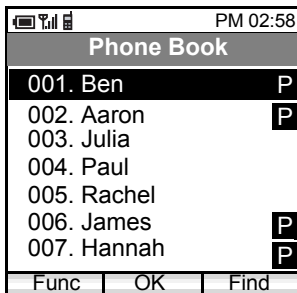 PM 02:58
Phone Book
001. Ben P
002. Aaron P
003. Julia
004. Paul
005. Rachel
006. James P
007. Hannah P
Func OK Find